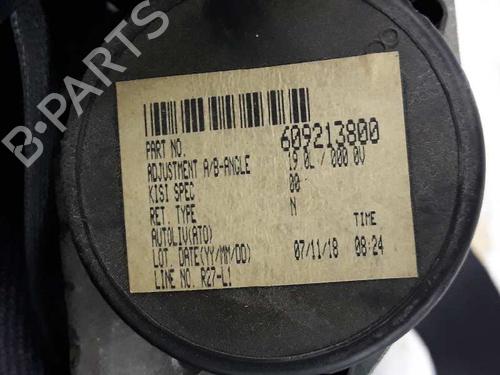 B-PARTS
PART NO. 609213800
ADJUSTMENT A/B-ANGLE 19 0L / 000 0V
KISI SPEC 00
RET. TYPE N
AUTOLIV(ATO) TIME
LOT. DATE(YY/MM/DD) 07/11/18 08:24
LINE NO. R27-L1